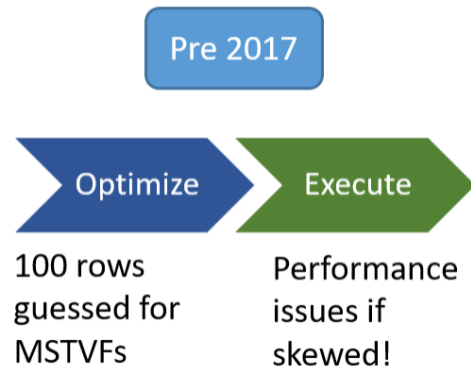 Pre 2017
Optimize
Execute
100 rows
guessed for
MSTVFs
Performance
issues if
skewed!